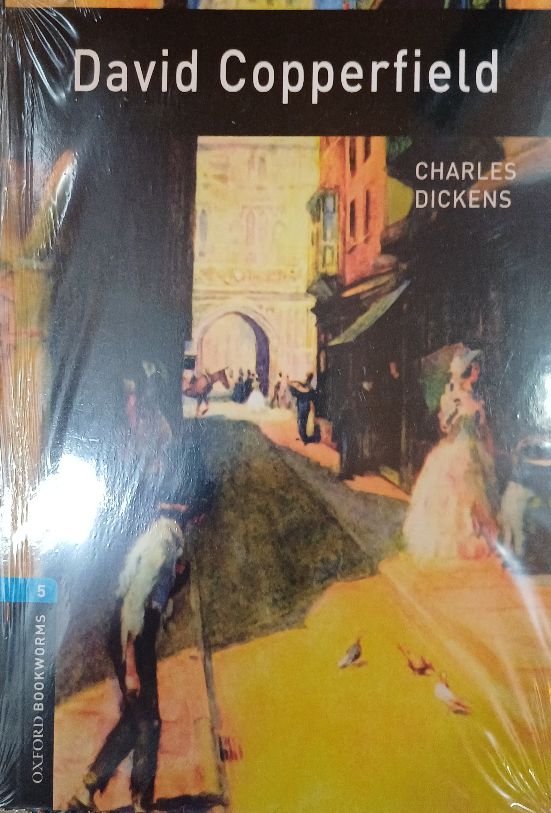 David Copperfield
CHARLES
DICKENS
5
OXFORD BOOKWORMS